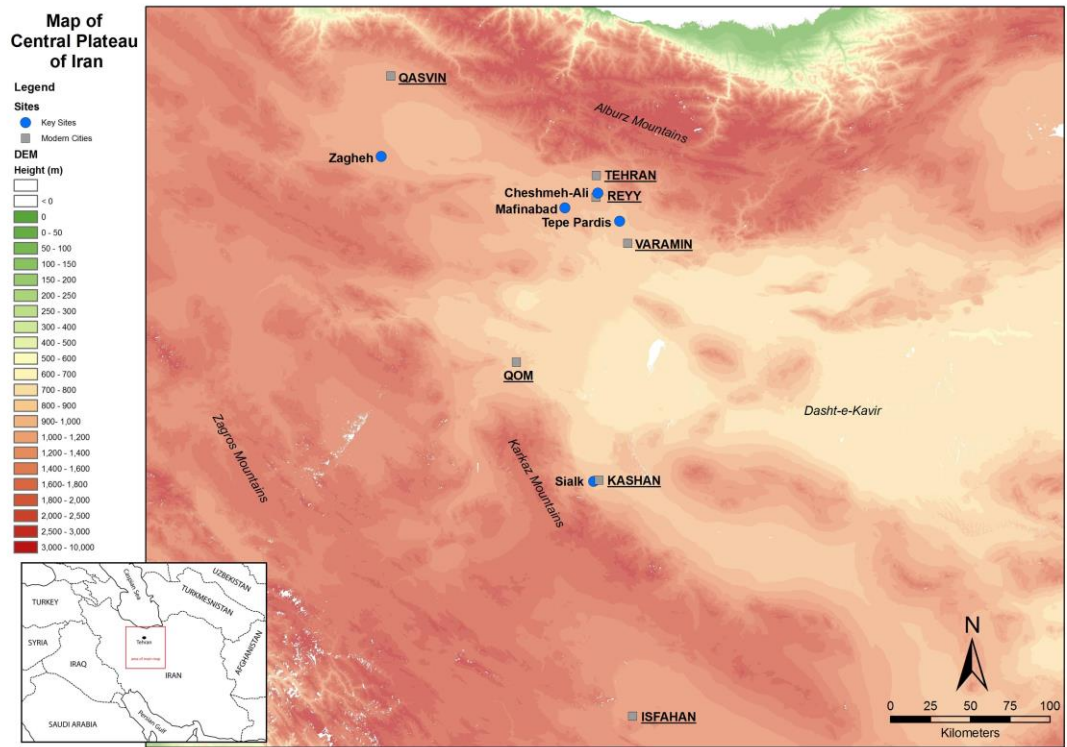 Map of
Central Plateau
of Iran
Legend
Sites
Key Sites
Modern Cities
DEM
Height (m)
< 0
0
0 - 50
50 - 100
100 - 150
150 - 200
200 - 250
250 - 300
300 - 400
400 - 500
500 - 600
600 - 700
700 - 800
800 - 900
900- 1,000
1,000 - 1,200
1,200 - 1,400
1,400 - 1,600
1,600- 1,800
1,800 - 2,000
2,000 - 2,500
2,500 - 3,000
3,000 - 10,000
QASVIN
Alburz Mountains
Zagheh
TEHRAN
Cheshmeh-Ali
REYY
Mafinabad
Tepe Pardis
VARAMIN
QOM
Dasht-e-Kavir
Zagros Mountains
Karkaz Mountains
Sialk
KASHAN
ISFAHAN
N
0 25 50 75 100
Kilometers
Caspian Sea
UZBEKISTAN
TURKMESNISTAN
TURKEY
SYRIA
Tehran
area of main map
IRAQ
IRAN
AFGHANISTAN
SAUDI ARABIA
Persian Gulf